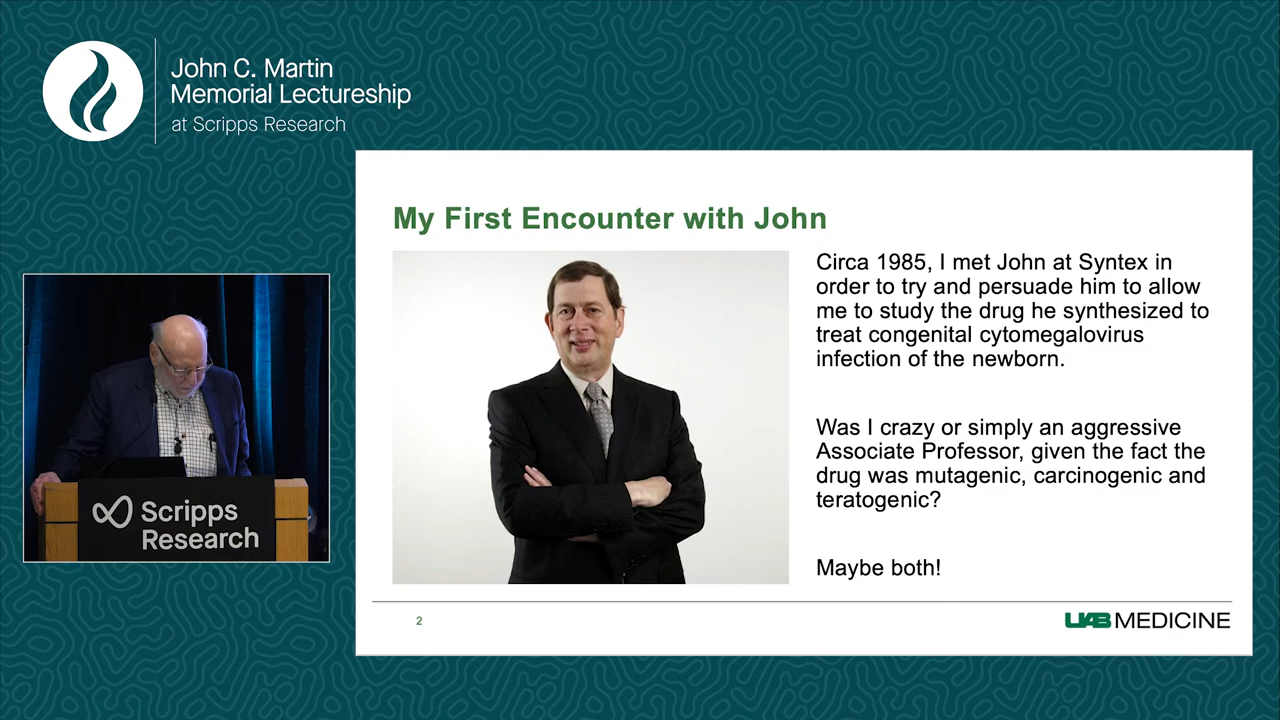 John C. Martin
Memorial Lectureship
at Scripps Research
My First Encounter with John
Circa 1985, I met John at Syntex in
order to try and persuade him to allow
me to study the drug he synthesized to
treat congenital cytomegalovirus
infection of the newborn.
Was I crazy or simply an aggressive
Associate Professor, given the fact the
drug was mutagenic, carcinogenic and
teratogenic?
Maybe both!
Scripps
Research
2
UAB MEDICINE